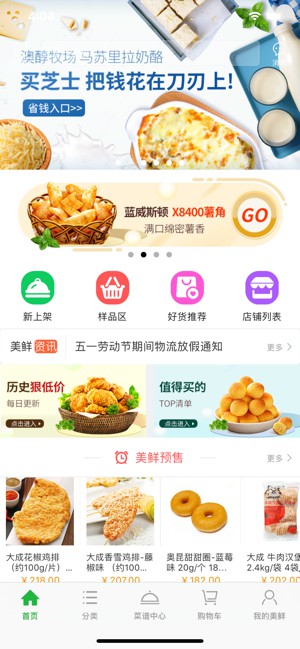 4:04
澳醇牧场 马苏里拉奶酪
买芝士 把钱花在刀刃上!
省钱入口>>
蓝威斯顿 X8400薯角
满口绵密薯香
GO
新上架
样品区
好货推荐
店铺列表
美鲜 资讯 五一劳动节期间物流放假通知 更多 >
历史狠低价
每日更新
点击进入
值得买的
TOP清单
点击进入
美鲜预售 更多 >
大成花椒鸡排
（约100g/片）...
¥ 218.00
大成香雪鸡排-藤
椒味 （约100g...
¥ 207.00
奥昆甜甜圈-蓝莓
味 20g/个 18...
¥ 182.00
大成 牛肉汉堡
2.4kg/袋 4袋,
¥ 202.0
首页
分类
菜谱中心
购物车
我的美鲜